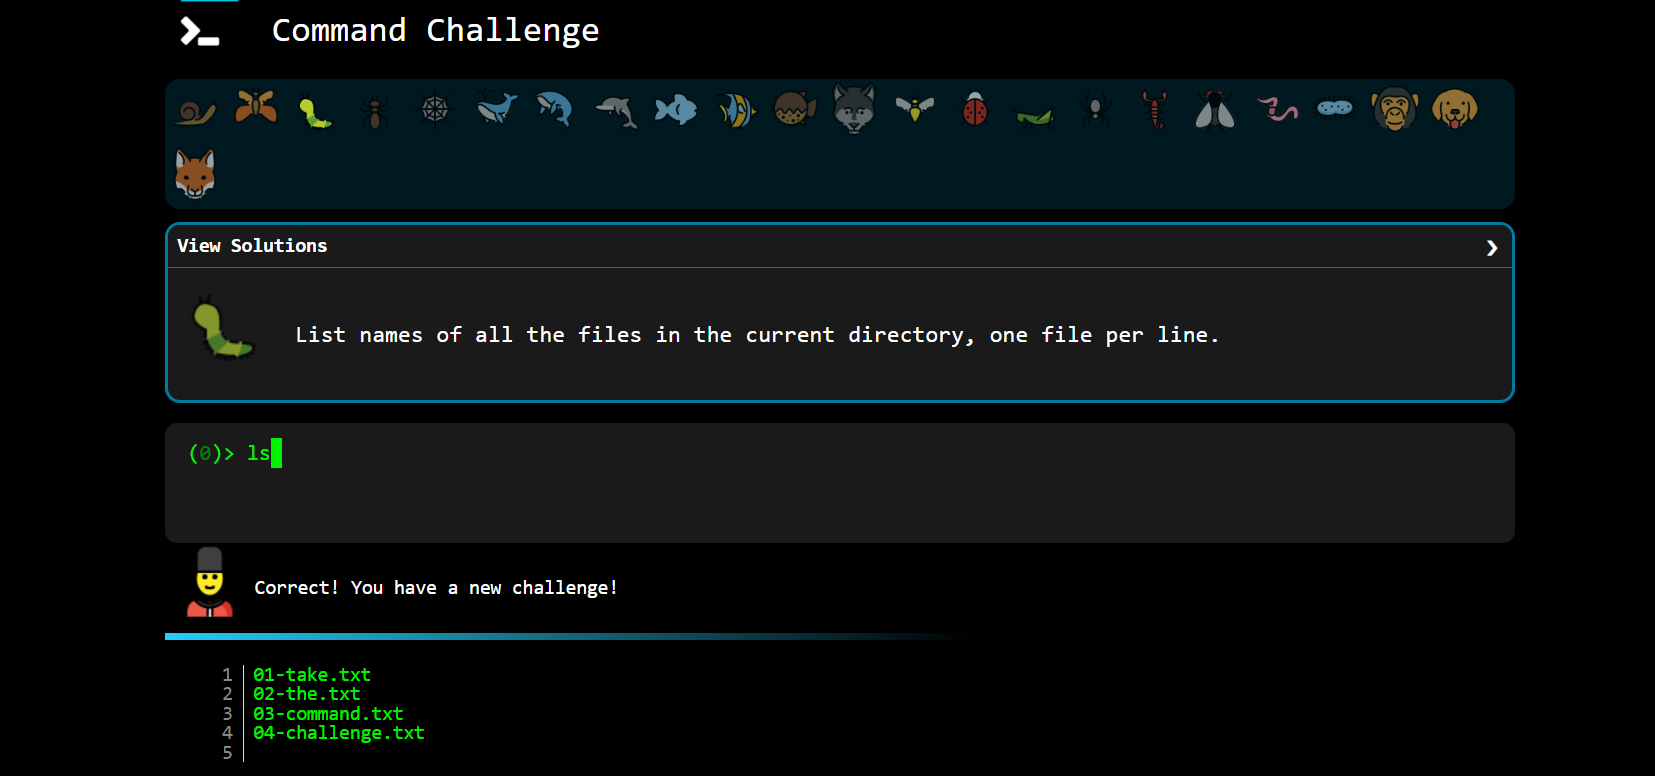 Command Challenge
View Solutions
List names of all the files in the current directory, one file per line.
(0)> ls
Correct! You have a new challenge!
1 01-take.txt
2 02-the.txt
3 03-command.txt
4 04-challenge.txt
5